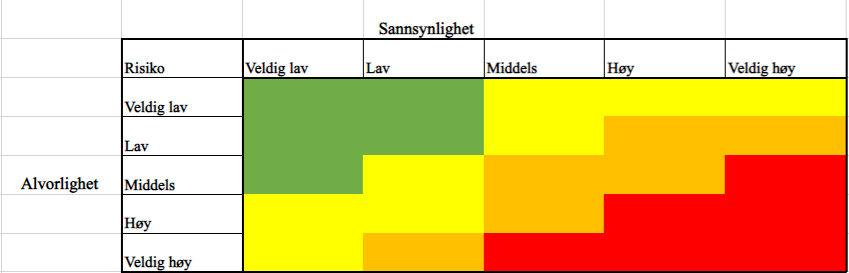 Sannsynlighet
Risiko Veldig lav Lav Middels Høy Veldig høy
Veldig lav
Lav
Alvorlighet Middels
Høy
Veldig høy